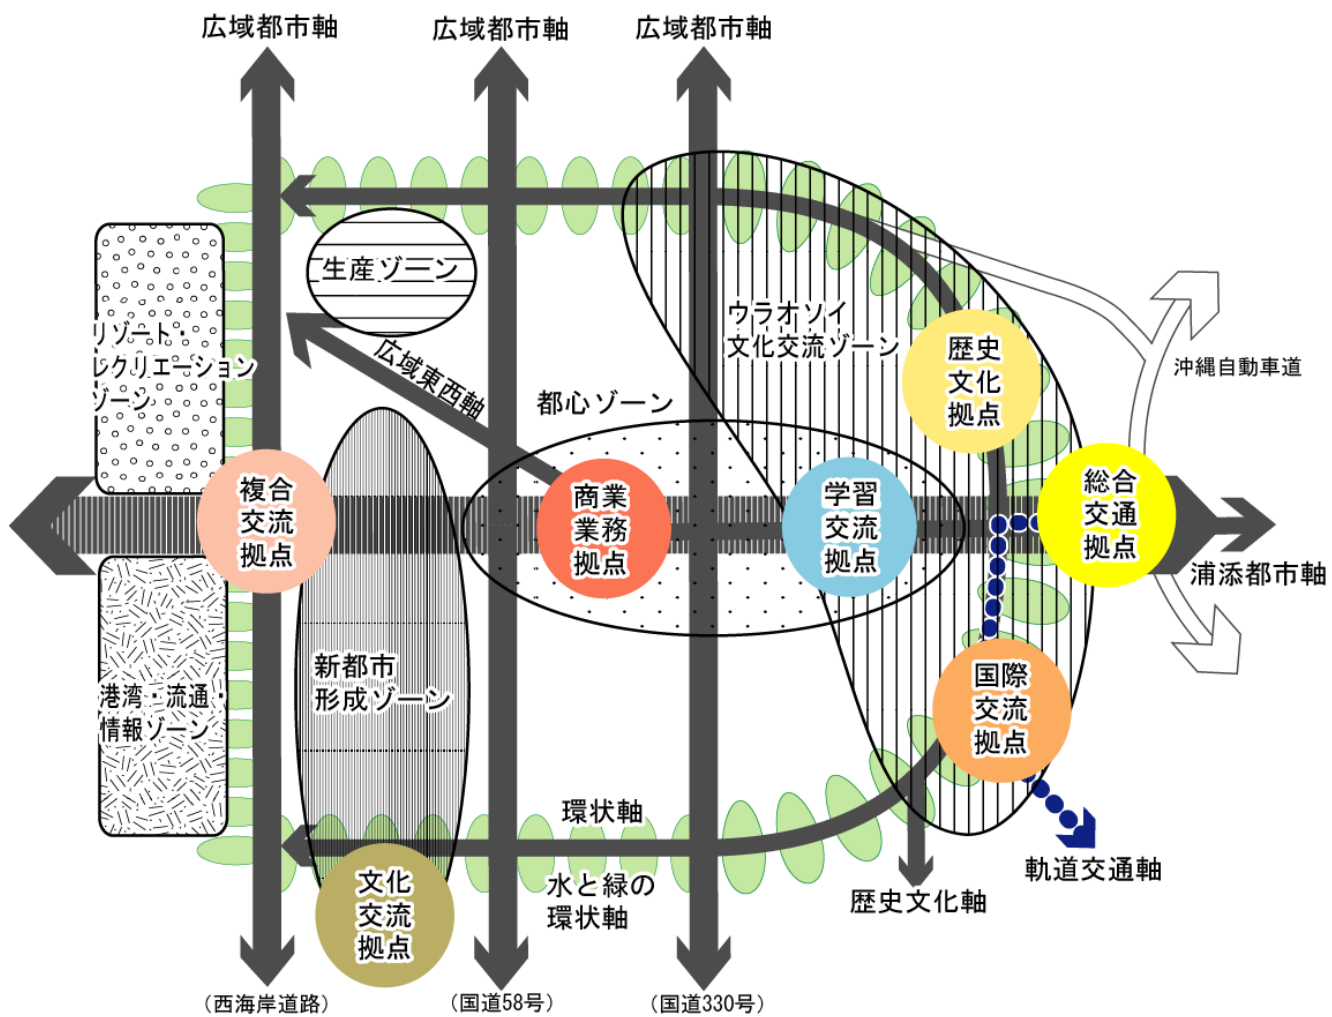 広域都市軸
広域都市軸
広域都市軸
生産ゾーン
リゾート・
レクリエーション
ゾーン
ウラオソイ
文化交流ゾーン
広域東西軸
歴史
文化
拠点
沖縄自動車道
都心ゾーン
複合
交流
拠点
商業
業務
拠点
学習
交流
拠点
総合
交通
拠点
浦添都市軸
新都市
形成ゾーン
港湾・流通・
情報ゾーン
国際
交流
拠点
環状軸
水と緑の
環状軸
文化
交流
拠点
歴史文化軸
軌道交通軸
（西海岸道路）
（国道58号）
（国道330号）